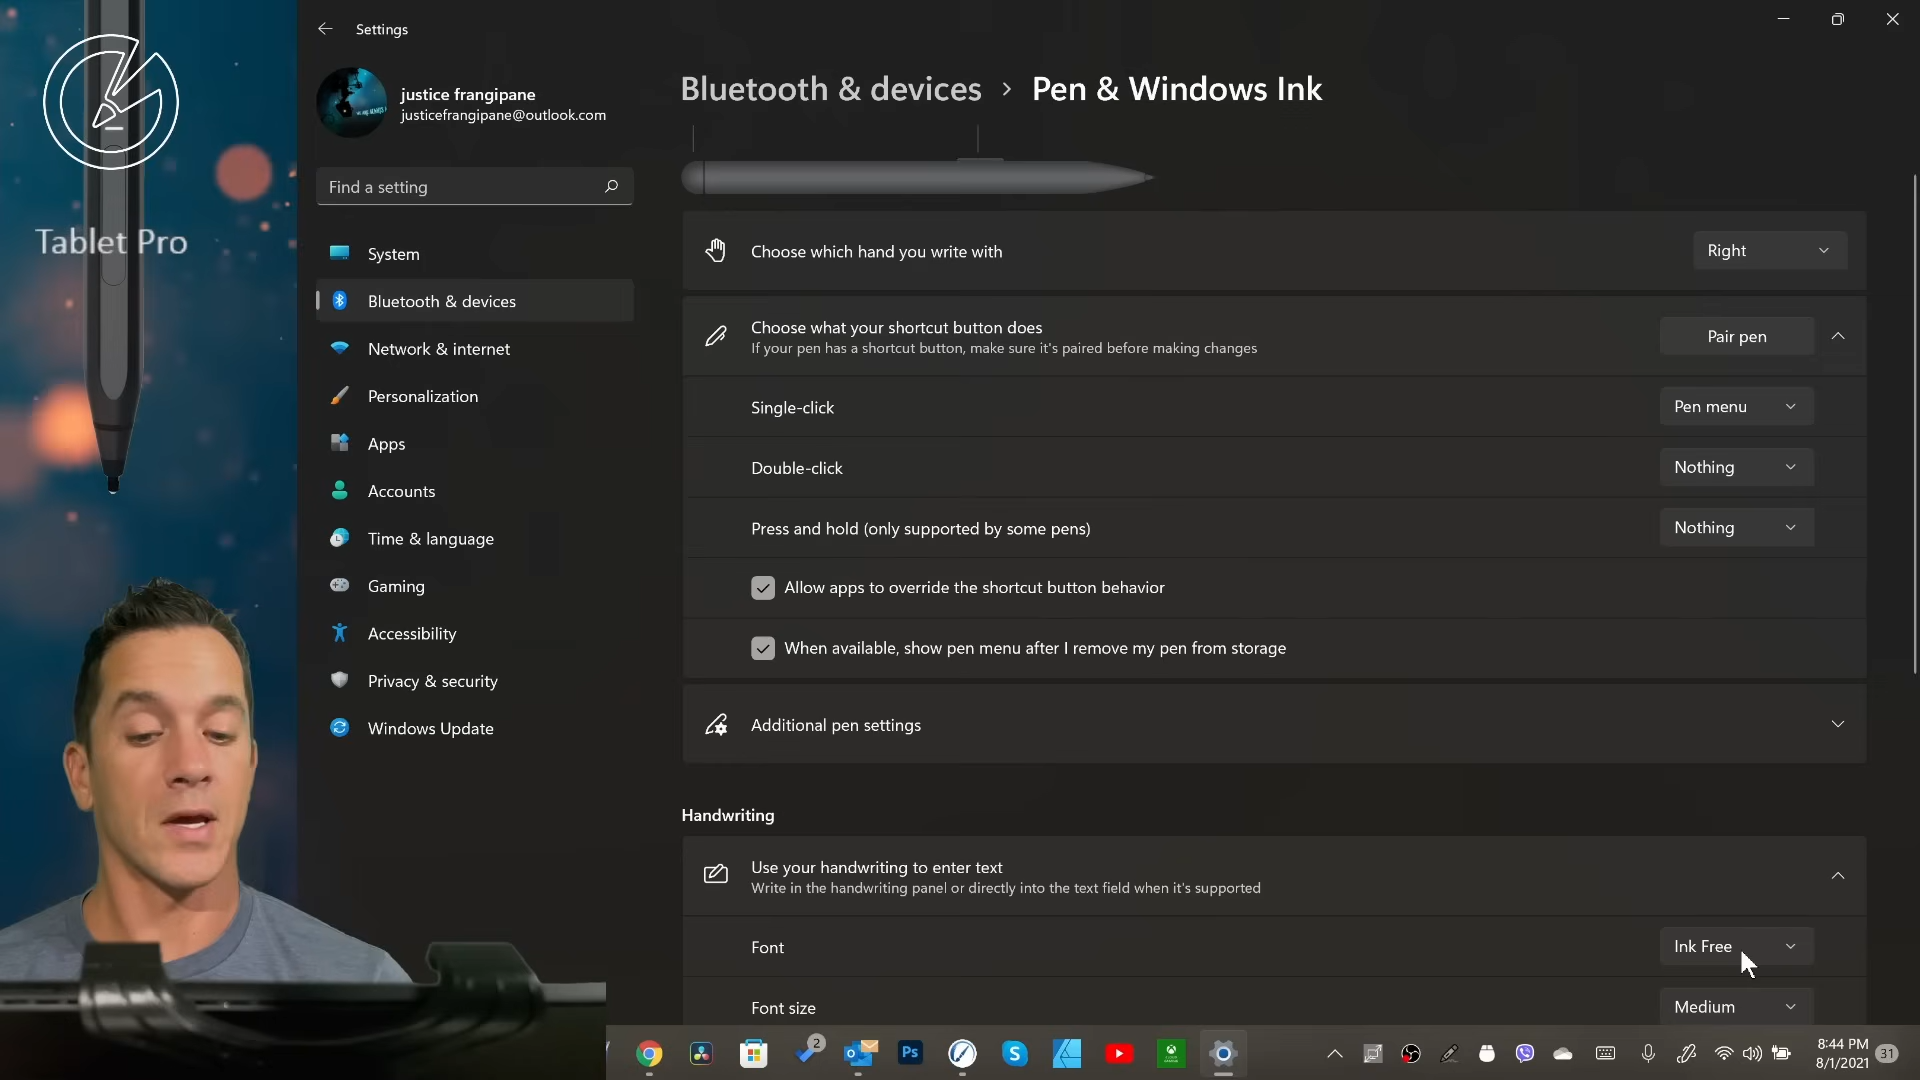 Tablet Pro
Settings
justice frangipane
justicefrangipane@outlook.com
Find a setting
System
Bluetooth & devices
Network & internet
Personalization
Apps
Accounts
Time & language
Gaming
Accessibility
Privacy & security
Windows Update
Bluetooth & devices › Pen & Windows Ink
Choose which hand you write with
Right
Choose what your shortcut button does
If your pen has a shortcut button, make sure it's paired before making changes
Pair pen
Single-click
Pen menu
Double-click
Nothing
Press and hold (only supported by some pens)
Nothing
Allow apps to override the shortcut button behavior
When available, show pen menu after I remove my pen from storage
Additional pen settings
Handwriting
Use your handwriting to enter text
Write in the handwriting panel or directly into the text field when it's supported
Font
Ink Free
Font size
Medium
2
Ps
8:44 PM
8/1/2021
31